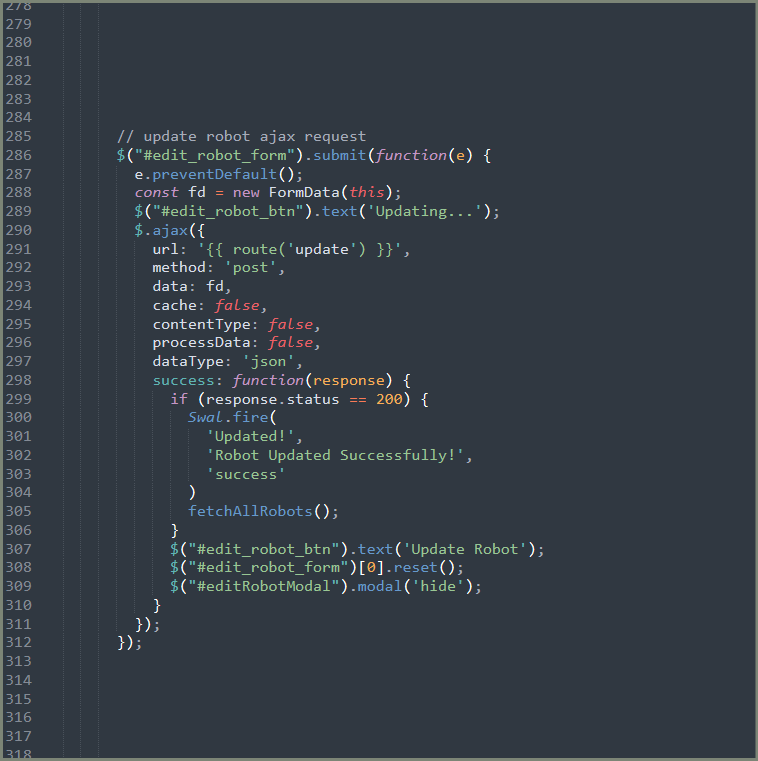 278
279
280
281
282
283
284
285 // update robot ajax request
286 $("#edit_robot_form").submit(function(e) {
287 e.preventDefault();
288 const fd = new FormData(this);
289 $("#edit_robot_btn").text('Updating...');
290 $.ajax({
291 url: '{{ route('update') }}',
292 method: 'post',
293 data: fd,
294 cache: false,
295 contentType: false,
296 processData: false,
297 dataType: 'json',
298 success: function(response) {
299 if (response.status == 200) {
300 Swal.fire(
301 'Updated!',
302 'Robot Updated Successfully!',
303 'success'
304 )
305 fetchAllRobots();
306 }
307 $("#edit_robot_btn").text('Update Robot');
308 $("#edit_robot_form")[0].reset();
309 $("#editRobotModal").modal('hide');
310 }
311 });
312 });
313
314
315
316
317
318